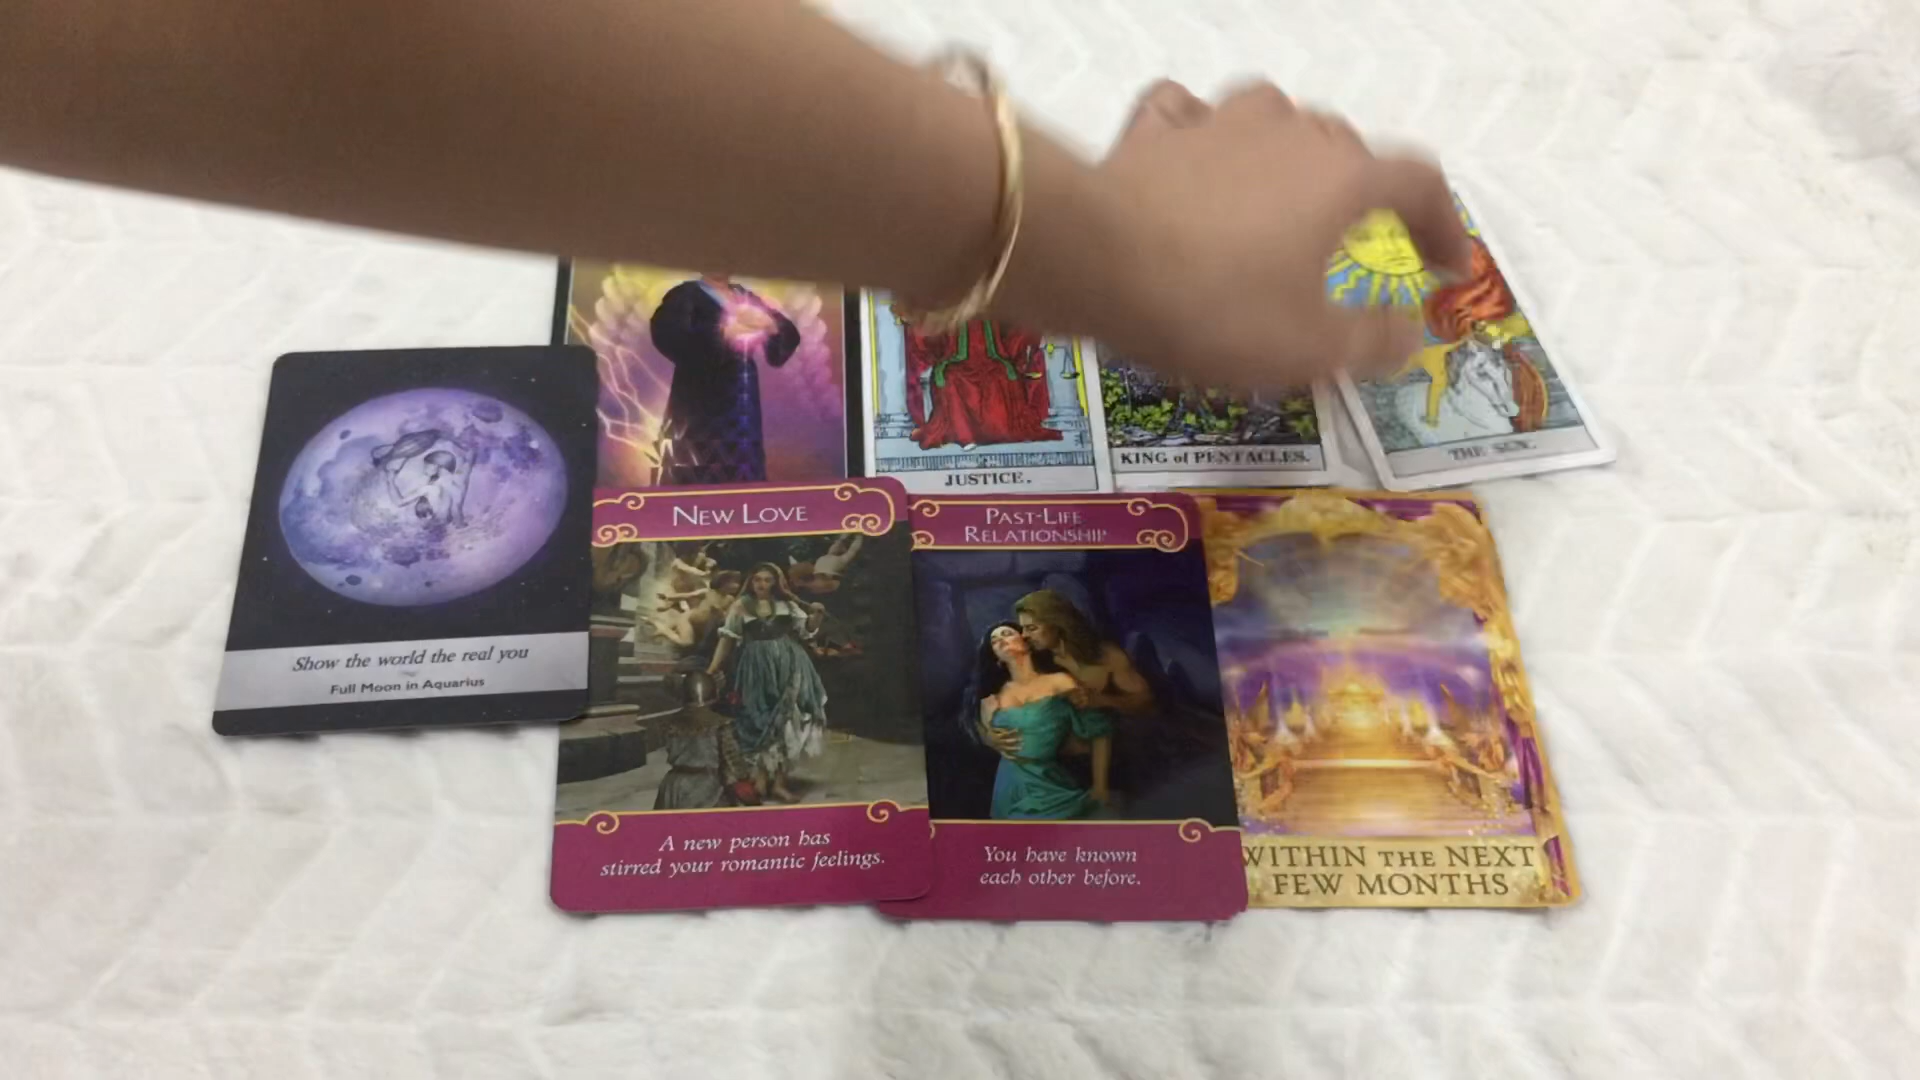 JUSTICE.
KING of PENTACLES.
THE SUN.
Show the world the real you
Full Moon in Aquarius
NEW LOVE
A new person has
stirred your romantic feelings.
PAST-LIFE
RELATIONSHIP
You have known
each other before.
WITHIN THE NEXT
FEW MONTHS